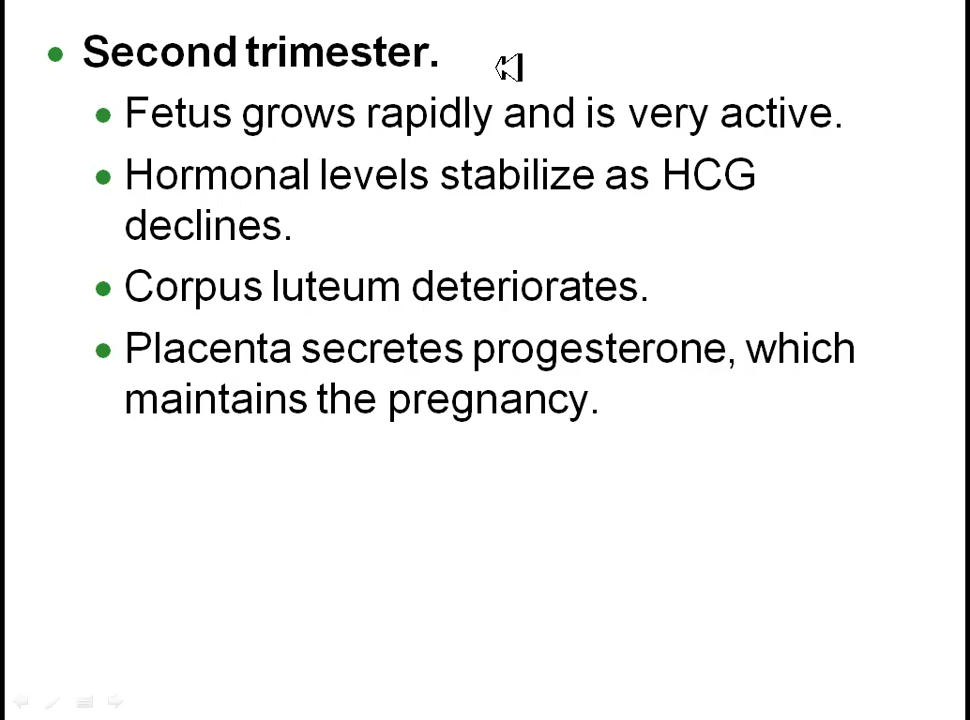 Second trimester.
Fetus grows rapidly and is very active.
Hormonal levels stabilize as HCG
declines.
Corpus luteum deteriorates.
Placenta secretes progesterone, which
maintains the pregnancy.